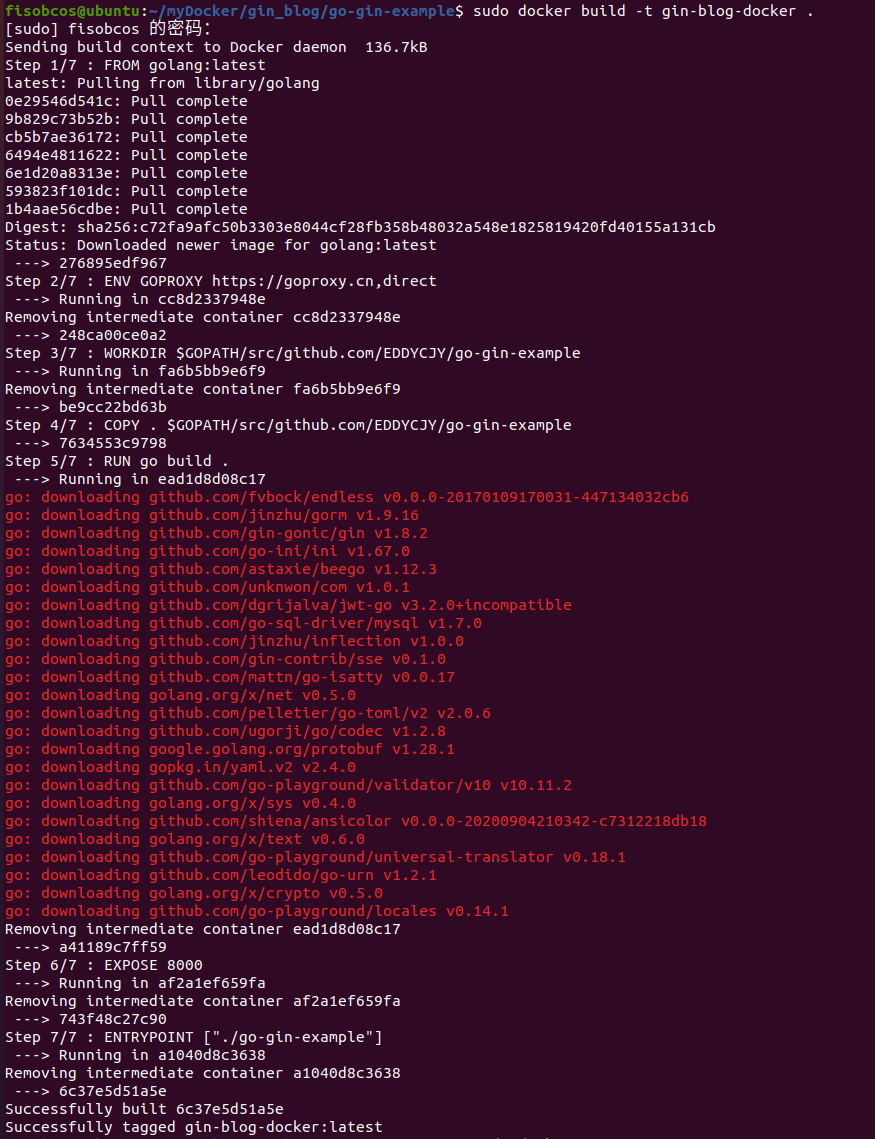 fisobcos@ubuntu:~/myDocker/gin_blog/go-gin-example$ sudo docker build -t gin-blog-docker .
[sudo] fisobcos 的密码：
Sending build context to Docker daemon  136.7kB
Step 1/7 : FROM golang:latest
latest: Pulling from library/golang
0e29546d541c: Pull complete
9b829c73b52b: Pull complete
cb5b7ae36172: Pull complete
6494e4811622: Pull complete
6e1d20a8313e: Pull complete
593823f101dc: Pull complete
1b4aae56cdbe: Pull complete
Digest: sha256:c72fa9afc50b3303e8044cf28fb358b48032a548e1825819420fd40155a131cb
Status: Downloaded newer image for golang:latest
 ---> 276895edf967
Step 2/7 : ENV GOPROXY https://goproxy.cn,direct
 ---> Running in cc8d2337948e
Removing intermediate container cc8d2337948e
 ---> 248ca00ce0a2
Step 3/7 : WORKDIR $GOPATH/src/github.com/EDDYCJY/go-gin-example
 ---> Running in fa6b5bb9e6f9
Removing intermediate container fa6b5bb9e6f9
 ---> be9cc22bd63b
Step 4/7 : COPY . $GOPATH/src/github.com/EDDYCJY/go-gin-example
 ---> 7634553c9798
Step 5/7 : RUN go build .
 ---> Running in ead1d8d08c17
go: downloading github.com/fvbock/endless v0.0.0-20170109170031-447134032cb6
go: downloading github.com/jinzhu/gorm v1.9.16
go: downloading github.com/gin-gonic/gin v1.8.2
go: downloading github.com/go-ini/ini v1.67.0
go: downloading github.com/astaxie/beego v1.12.3
go: downloading github.com/unknwon/com v1.0.1
go: downloading github.com/dgrijalva/jwt-go v3.2.0+incompatible
go: downloading github.com/go-sql-driver/mysql v1.7.0
go: downloading github.com/jinzhu/inflection v1.0.0
go: downloading github.com/gin-contrib/sse v0.1.0
go: downloading github.com/mattn/go-isatty v0.0.17
go: downloading golang.org/x/net v0.5.0
go: downloading github.com/pelletier/go-toml/v2 v2.0.6
go: downloading github.com/ugorji/go/codec v1.2.8
go: downloading google.golang.org/protobuf v1.28.1
go: downloading gopkg.in/yaml.v2 v2.4.0
go: downloading github.com/go-playground/validator/v10 v10.11.2
go: downloading golang.org/x/sys v0.4.0
go: downloading github.com/shiena/ansicolor v0.0.0-20200904210342-c7312218db18
go: downloading golang.org/x/text v0.6.0
go: downloading github.com/go-playground/universal-translator v0.18.1
go: downloading github.com/leodido/go-urn v1.2.1
go: downloading golang.org/x/crypto v0.5.0
go: downloading github.com/go-playground/locales v0.14.1
Removing intermediate container ead1d8d08c17
 ---> a41189c7ff59
Step 6/7 : EXPOSE 8000
 ---> Running in af2a1ef659fa
Removing intermediate container af2a1ef659fa
 ---> 743f48c27c90
Step 7/7 : ENTRYPOINT ["./go-gin-example"]
 ---> Running in a1040d8c3638
Removing intermediate container a1040d8c3638
 ---> 6c37e5d51a5e
Successfully built 6c37e5d51a5e
Successfully tagged gin-blog-docker:latest